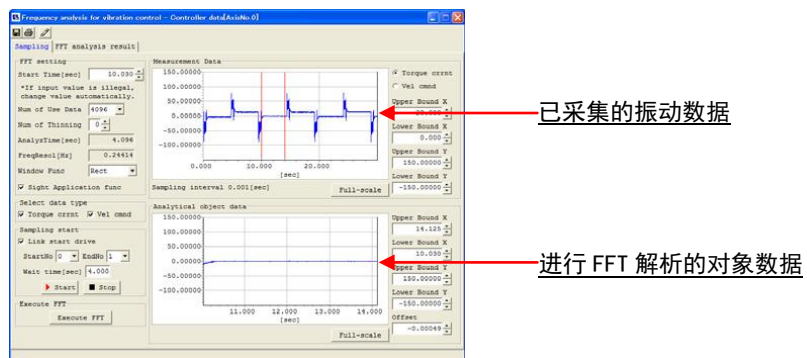 Frequency analysis for vibration control - Controller data[AxisNo.0]
Sampling FFT analysis result
FFT setting
Start Time[sec] 10.030
*If input value is illegal,
change value automatically.
Num of Use Data 4096
Num of Thinning 0
AnalysTime[sec] 4.096
FreqResol[Hz] 0.24414
Window Func Rect
Sight Application func
Select data type
Torque crrnt Vel cmnd
Sampling start
Link start drive
StartNo 0 EndNo 1
Wait time[sec] 4.000
Start Stop
Execute FFT
Execute FFT
Measurement Data
150.00000
100.00000
50.00000
0.00000
-50.00000
-100.00000
0.000 10.000 20.000
[sec]
Sampling interval 0.001[sec] Full-scale
Torque crrnt
Vel cmnd
Upper Bound X
Lower Bound X
0.000
Upper Bound Y
150.00000
Lower Bound Y
-150.00000
已采集的振动数据
Analytical object data
150.00000
100.00000
50.00000
0.00000
-50.00000
-100.00000
11.000 12.000 13.000 14.000
[sec]
Full-scale
Upper Bound X
14.125
Lower Bound X
10.030
Upper Bound Y
150.00000
Lower Bound Y
-150.00000
Offset
-0.00049
进行 FFT 解析的对象数据